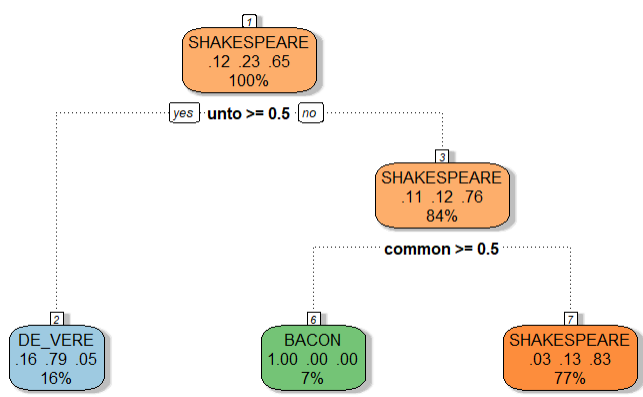 1
SHAKESPEARE
.12 .23 .65
100%
yes unto >= 0.5 no
3
SHAKESPEARE
.11 .12 .76
84%
common >= 0.5
2
DE_VERE
.16 .79 .05
16%
6
BACON
1.00 .00 .00
7%
7
SHAKESPEARE
.03 .13 .83
77%